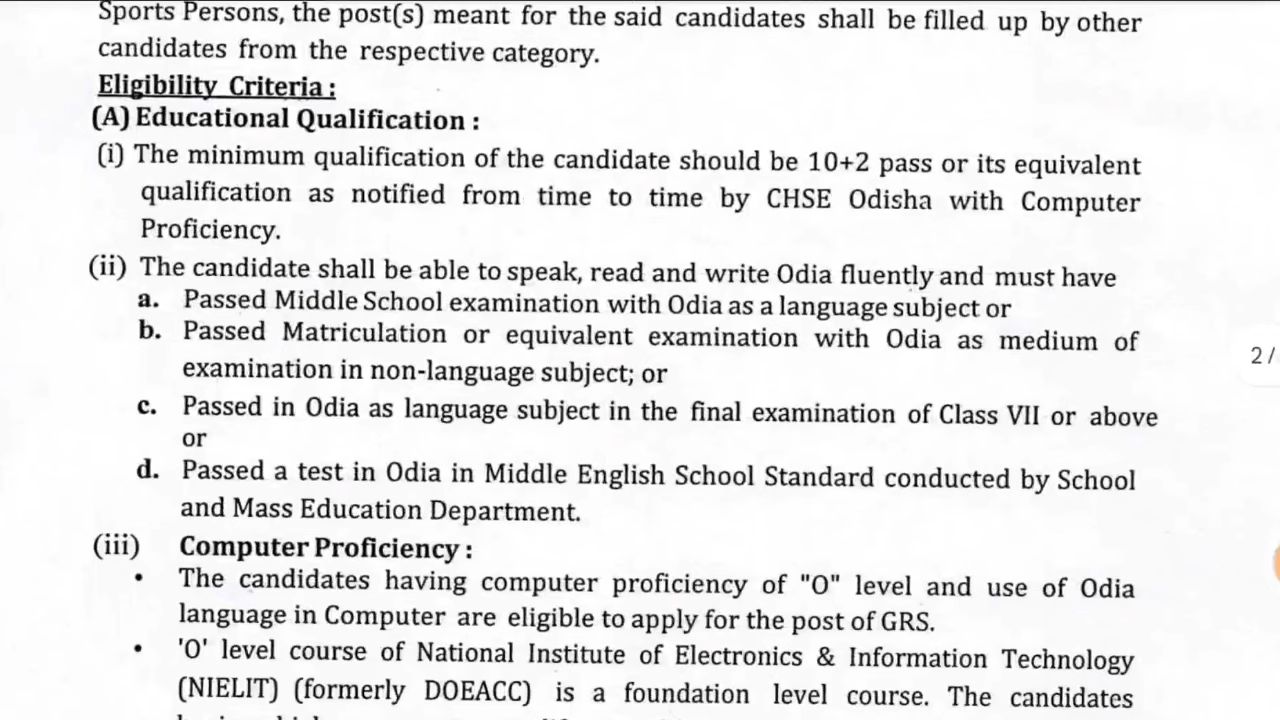 Sports Persons, the post(s) meant for the said candidates shall be filled up by other
candidates from the respective category.
Eligibility Criteria :
(A) Educational Qualification :
(i) The minimum qualification of the candidate should be 10+2 pass or its equivalent
qualification as notified from time to time by CHSE Odisha with Computer
Proficiency.
(ii) The candidate shall be able to speak, read and write Odia fluently and must have
a. Passed Middle School examination with Odia as a language subject or
b. Passed Matriculation or equivalent examination with Odia as medium of
examination in non-language subject; or
2 /
c. Passed in Odia as language subject in the final examination of Class VII or above
or
d. Passed a test in Odia in Middle English School Standard conducted by School
and Mass Education Department.
(iii) Computer Proficiency :
• The candidates having computer proficiency of "O" level and use of Odia
language in Computer are eligible to apply for the post of GRS.
• 'O' level course of National Institute of Electronics & Information Technology
(NIELIT) (formerly DOEACC) is a foundation level course. The candidates